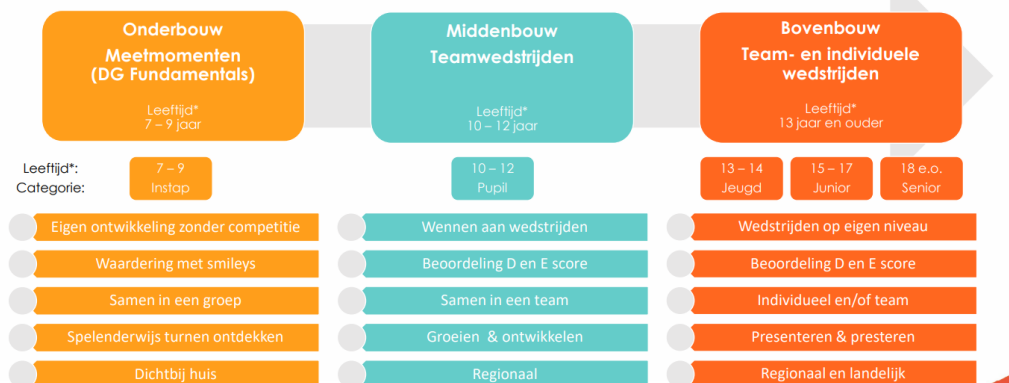 Onderbouw
Meetmomenten
(DG Fundamentals)
Leeftijd*
7 – 9 jaar
Middenbouw
Teamwedstrijden
Leeftijd*
10 – 12 jaar
Bovenbouw
Team- en individuele
wedstrijden
Leeftijd*
13 jaar en ouder
Leeftijd*:
Categorie:
7 – 9
Instap
10 – 12
Pupil
13 – 14
Jeugd
15 – 17
Junior
18 e.o.
Senior
Eigen ontwikkeling zonder competitie
Waardering met smileys
Samen in een groep
Spelenderwijs turnen ontdekken
Dichtbij huis
Wennen aan wedstrijden
Beoordeling D en E score
Samen in een team
Groeien & ontwikkelen
Regionaal
Wedstrijden op eigen niveau
Beoordeling D en E score
Individueel en/of team
Presenteren & presteren
Regionaal en landelijk